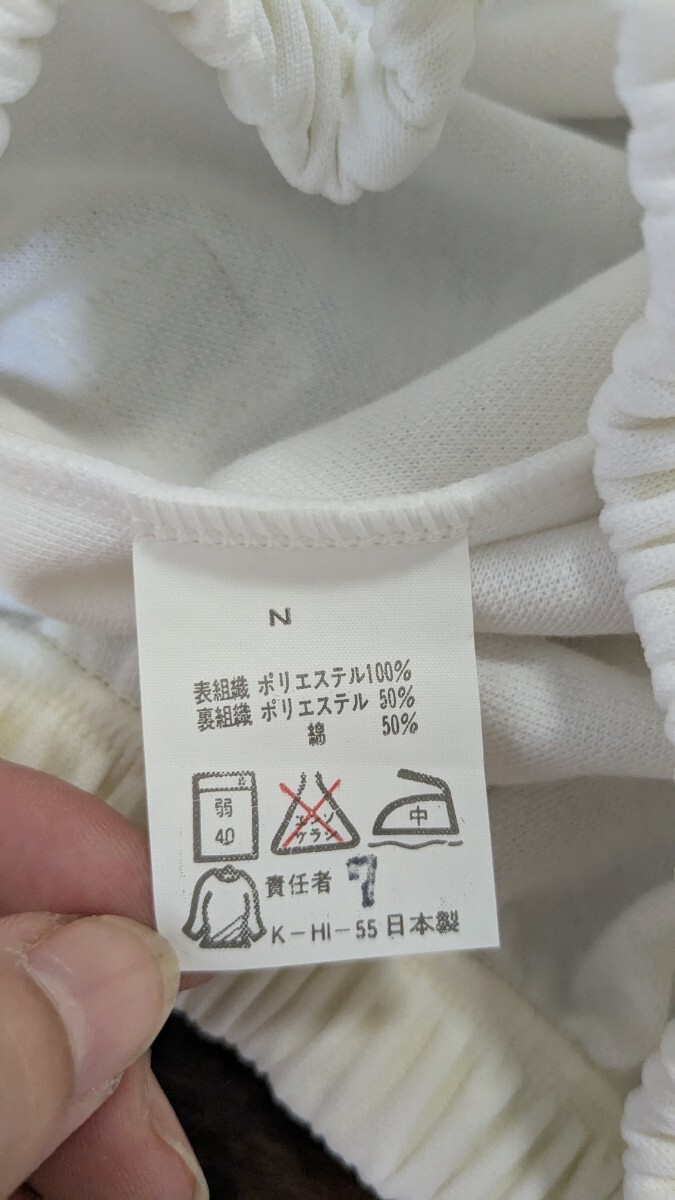 N
表組織 ポリエステル100%
裏組織 ポリエステル 50%
綿 50%
弱
40
エンソ
サラシ
中
責任者 7
K-HI-55 日本製